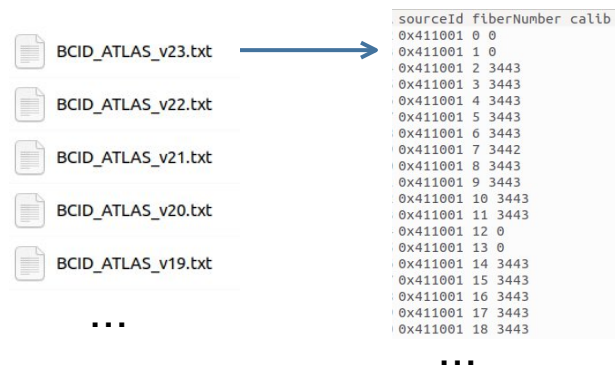 BCID_ATLAS_v23.txt
BCID_ATLAS_v22.txt
BCID_ATLAS_v21.txt
BCID_ATLAS_v20.txt
BCID_ATLAS_v19.txt
...
sourceId fiberNumber calib
0x411001 0 0
0x411001 1 0
0x411001 2 3443
0x411001 3 3443
0x411001 4 3443
0x411001 5 3443
0x411001 6 3443
0x411001 7 3442
0x411001 8 3443
0x411001 9 3443
0x411001 10 3443
0x411001 11 3443
0x411001 12 0
0x411001 13 0
0x411001 14 3443
0x411001 15 3443
0x411001 16 3443
0x411001 17 3443
0x411001 18 3443
...